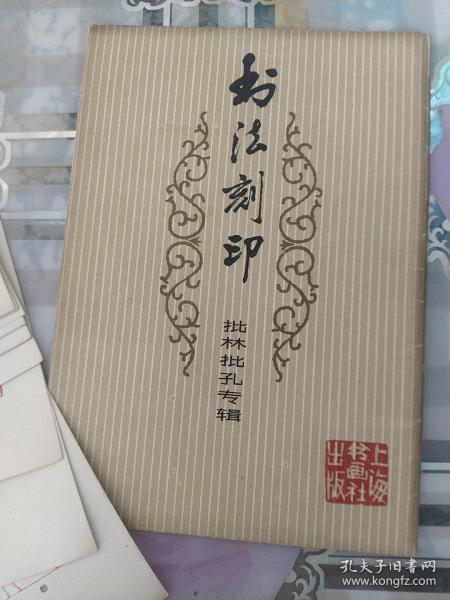 书法刻印
批林批孔专辑
上海
书画社
出版
孔夫子旧书网
www.kongfz.com